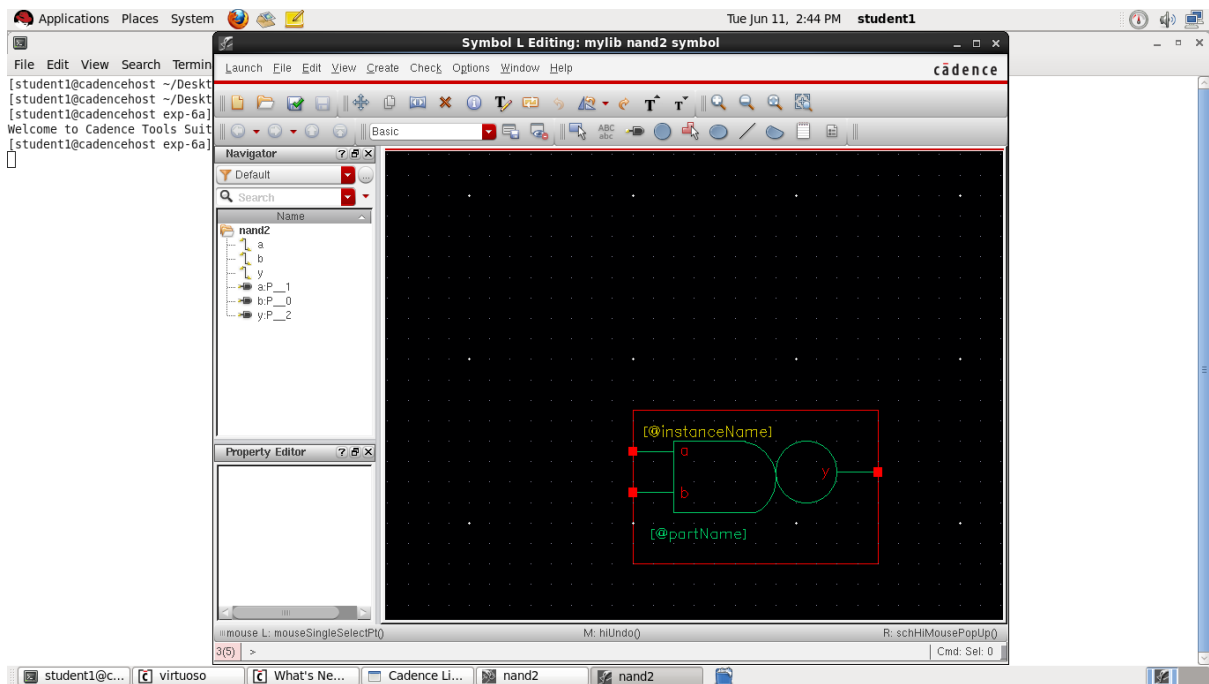 Applications Places System Tue Jun 11, 2:44 PM student1
Symbol L Editing: mylib nand2 symbol
File Edit View Search Termin
Launch File Edit View Create Check Options Window Help cādence
[student1@cadencehost ~/Deskt
[student1@cadencehost ~/Deskt
[student1@cadencehost exp-6a]
Welcome to Cadence Tools Suit
[student1@cadencehost exp-6a]
Basic ABC abc
Navigator
Default
Search
Name
nand2
a
b
y
a:P__1
b:P__0
y:P__2
Property Editor
[@instanceName]
a
y
b
[@partName]
mouse L: mouseSingleSelectPt() M: hiUndo() R: schHiMousePopUp()
3(5) > Cmd: Sel: 0
student1@c... virtuoso What's Ne... Cadence Li... nand2 nand2